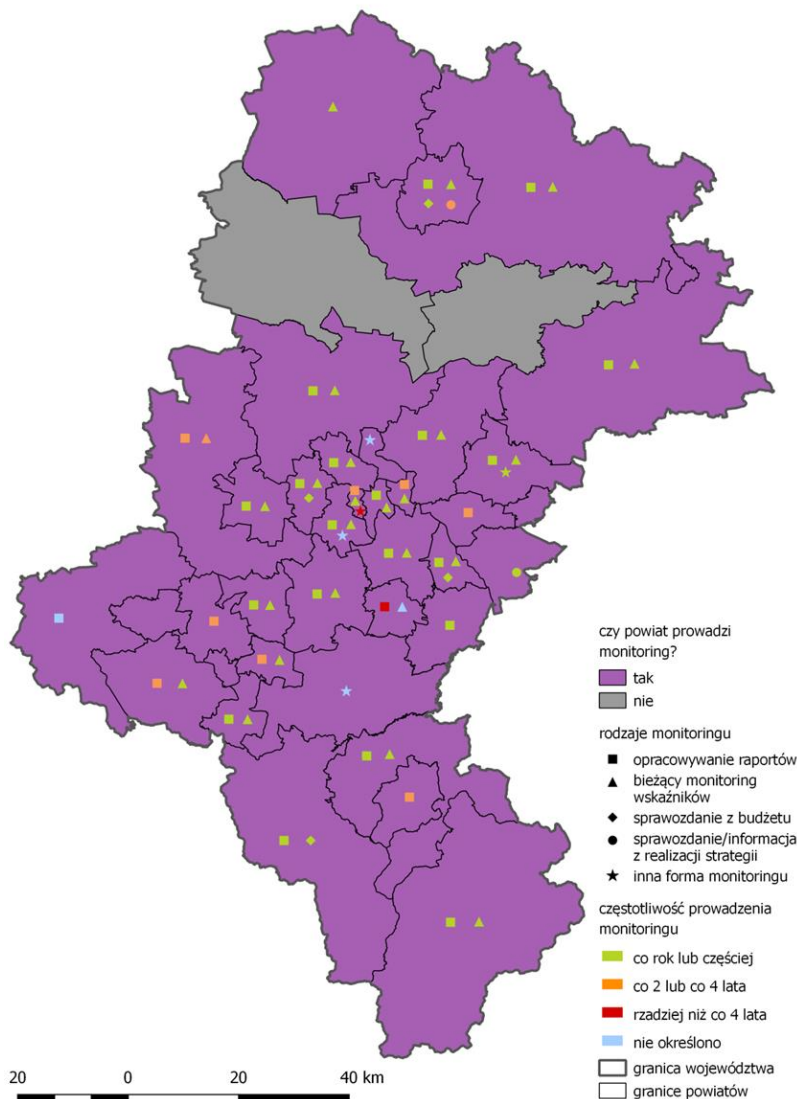 czy powiat prowadzi
monitoring?
tak
nie
rodzaje monitoringu
opracowywanie raportów
bieżący monitoring
wskaźników
sprawozdanie z budżetu
sprawozdanie/informacja
z realizacji strategii
inna forma monitoringu
częstotliwość prowadzenia
monitoringu
co rok lub częściej
co 2 lub co 4 lata
rzadziej niż co 4 lata
nie określono
granica województwa
granice powiatów
20 0 20 40 km